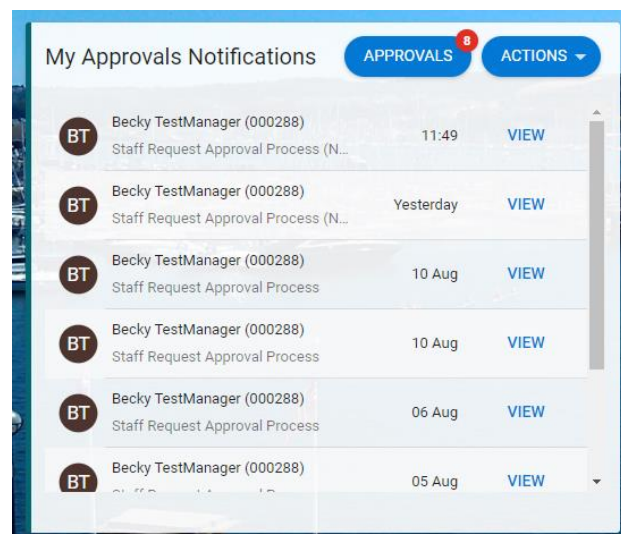 My Approvals Notifications
APPROVALS
8
ACTIONS
BT
Becky TestManager (000288)
Staff Request Approval Process (N...
11:49
VIEW
BT
Becky TestManager (000288)
Staff Request Approval Process (N...
Yesterday
VIEW
BT
Becky TestManager (000288)
Staff Request Approval Process
10 Aug
VIEW
BT
Becky TestManager (000288)
Staff Request Approval Process
10 Aug
VIEW
BT
Becky TestManager (000288)
Staff Request Approval Process
06 Aug
VIEW
BT
Becky TestManager (000288)
05 Aug
VIEW